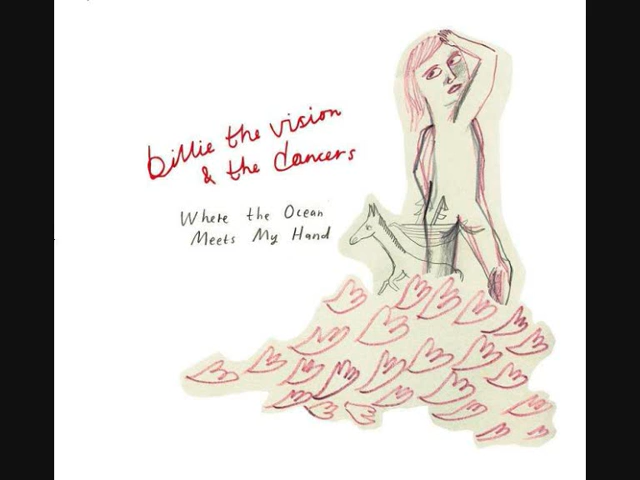 billie the vision
& the dancers
Where the Ocean
Meets My Hand